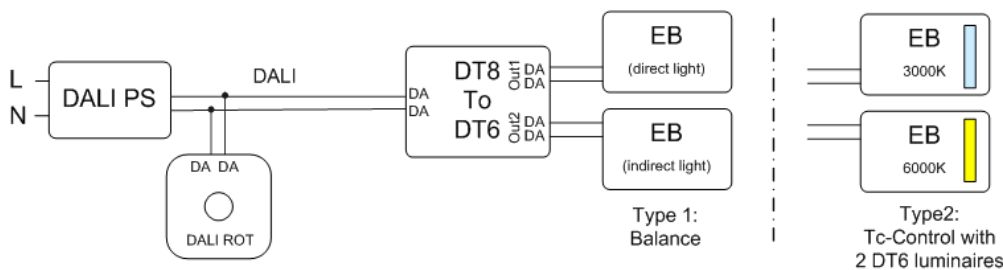 L
N
DALI PS
DALI
DA DA
DALI ROT
DA
DA
DT8
To
DT6
Out1
DA
DA
Out2
DA
DA
EB
(direct light)
EB
(indirect light)
Type 1:
Balance
EB
3000K
EB
6000K
Type2:
Tc-Control with
2 DT6 luminaires